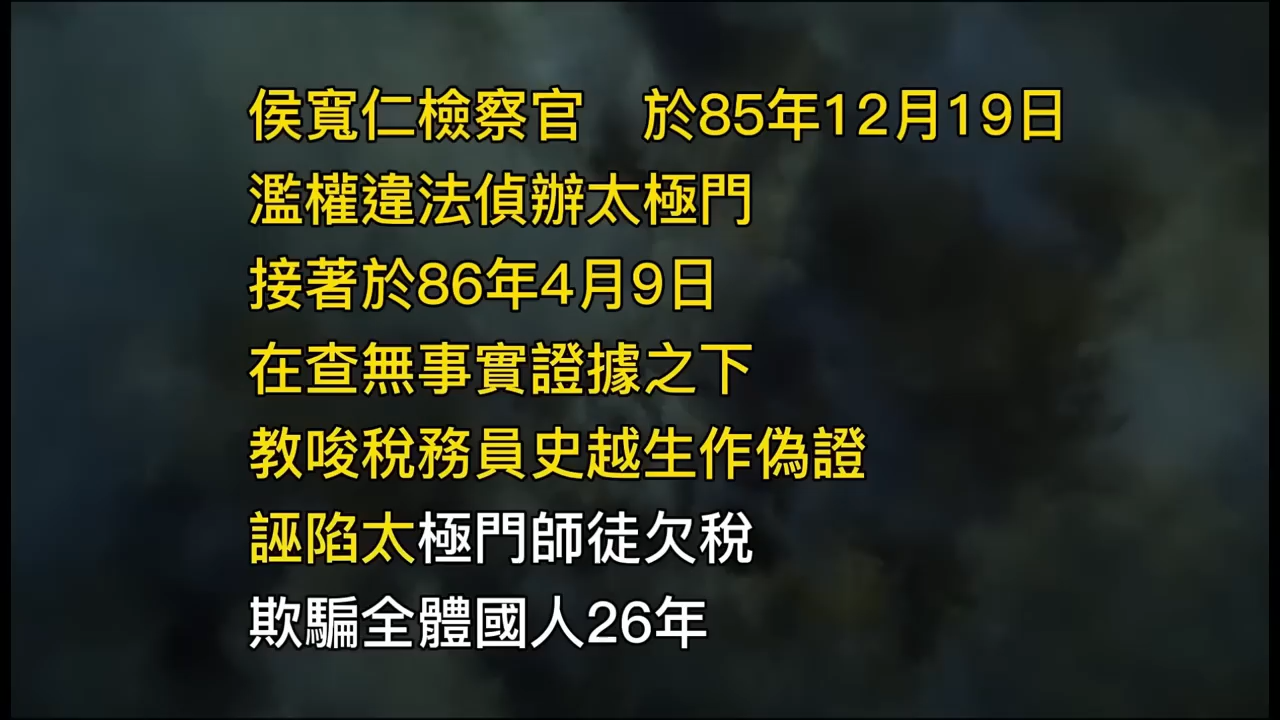 侯寬仁檢察官　於85年12月19日
濫權違法偵辦太極門
接著於86年4月9日
在查無事實證據之下
教唆稅務員史越生作偽證
誣陷太極門師徒欠稅
欺騙全體國人26年